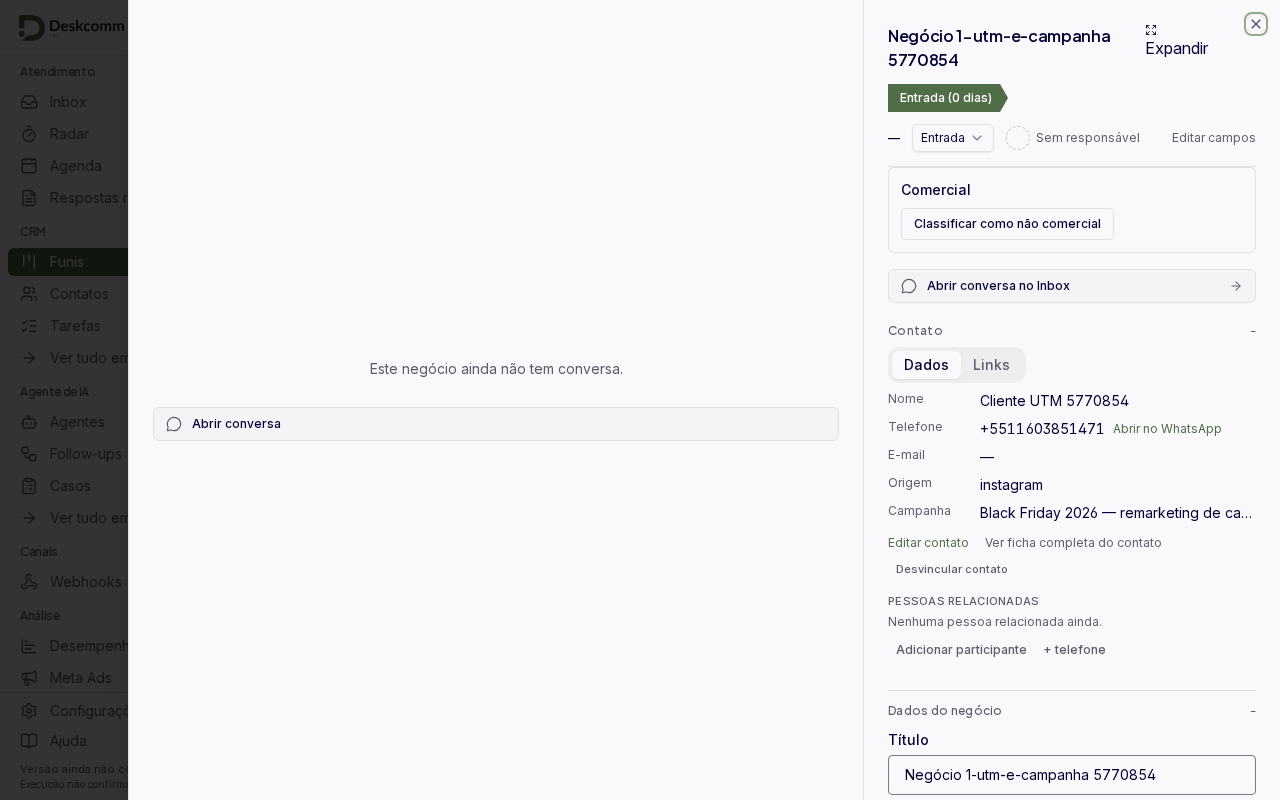 Deskcomm
Atendimento
Inbox
Radar
Agenda
Respostas r
CRM
Funis
Contatos
Tarefas
Ver tudo em
Agente de IA
Agentes
Follow-ups
Casos
Ver tudo em
Canais
Webhooks
Análise
Desempenh
Meta Ads
Configuraçõ
Ajuda
Versão ainda não co
Execução não confirma
Este negócio ainda não tem conversa.
Abrir conversa
Negócio 1-utm-e-campanha
5770854
Expandir
Entrada (0 dias)
— Entrada Sem responsável Editar campos
Comercial
Classificar como não comercial
Abrir conversa no Inbox
Contato –
Dados Links
Nome Cliente UTM 5770854
Telefone +5511603851471 Abrir no WhatsApp
E-mail —
Origem instagram
Campanha Black Friday 2026 — remarketing de ca...
Editar contato Ver ficha completa do contato
Desvincular contato
PESSOAS RELACIONADAS
Nenhuma pessoa relacionada ainda.
Adicionar participante + telefone
Dados do negócio –
Título
Negócio 1-utm-e-campanha 5770854